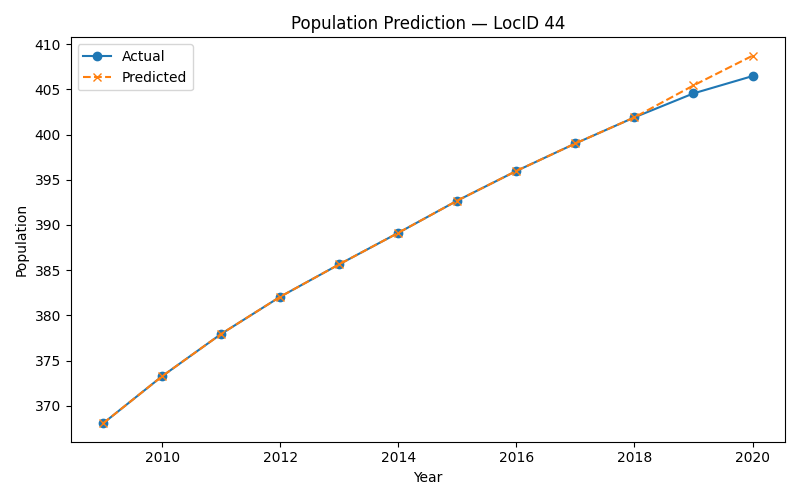 Population Prediction — LocID 44
Actual
Predicted
Population
410
405
400
395
390
385
380
375
370
2010 2012 2014 2016 2018 2020
Year